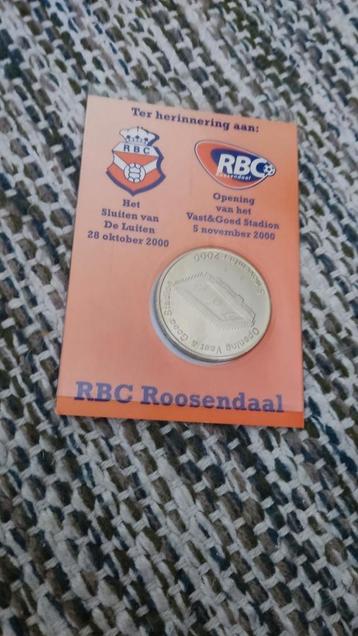 Ter herinnering aan:
RBC
Het
Sluiten van
De Luiten
28 oktober 2000
RBC
Roosendaal
Opening
van het
Vast&Goed Stadion
5 november 2000
Opening Vast & Goed Stadion
5 november 2000
RBC Roosendaal